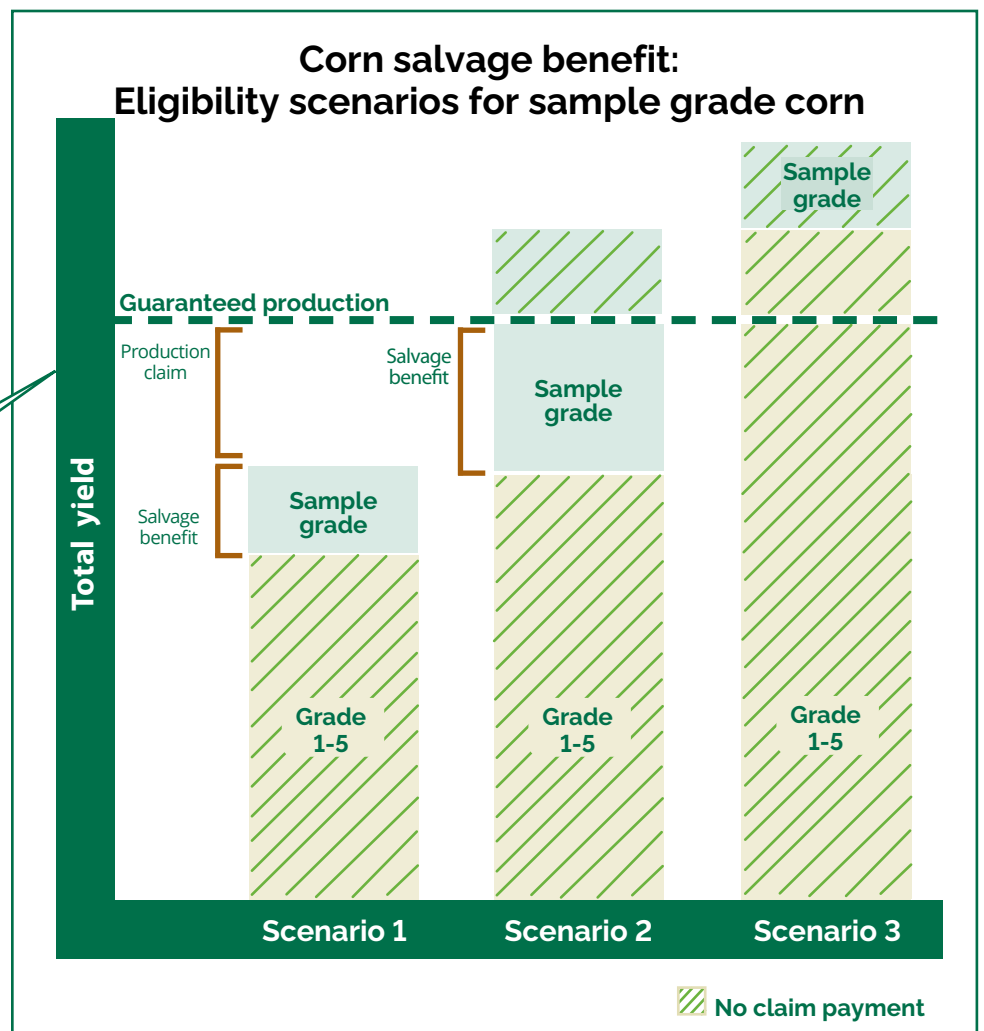 Corn salvage benefit:
Eligibility scenarios for sample grade corn
Total yield
Guaranteed production
Production
claim
Salvage
benefit
Sample
grade
Grade
1-5
Salvage
benefit
Sample
grade
Grade
1-5
Sample
grade
Grade
1-5
Scenario 1
Scenario 2
Scenario 3
No claim payment